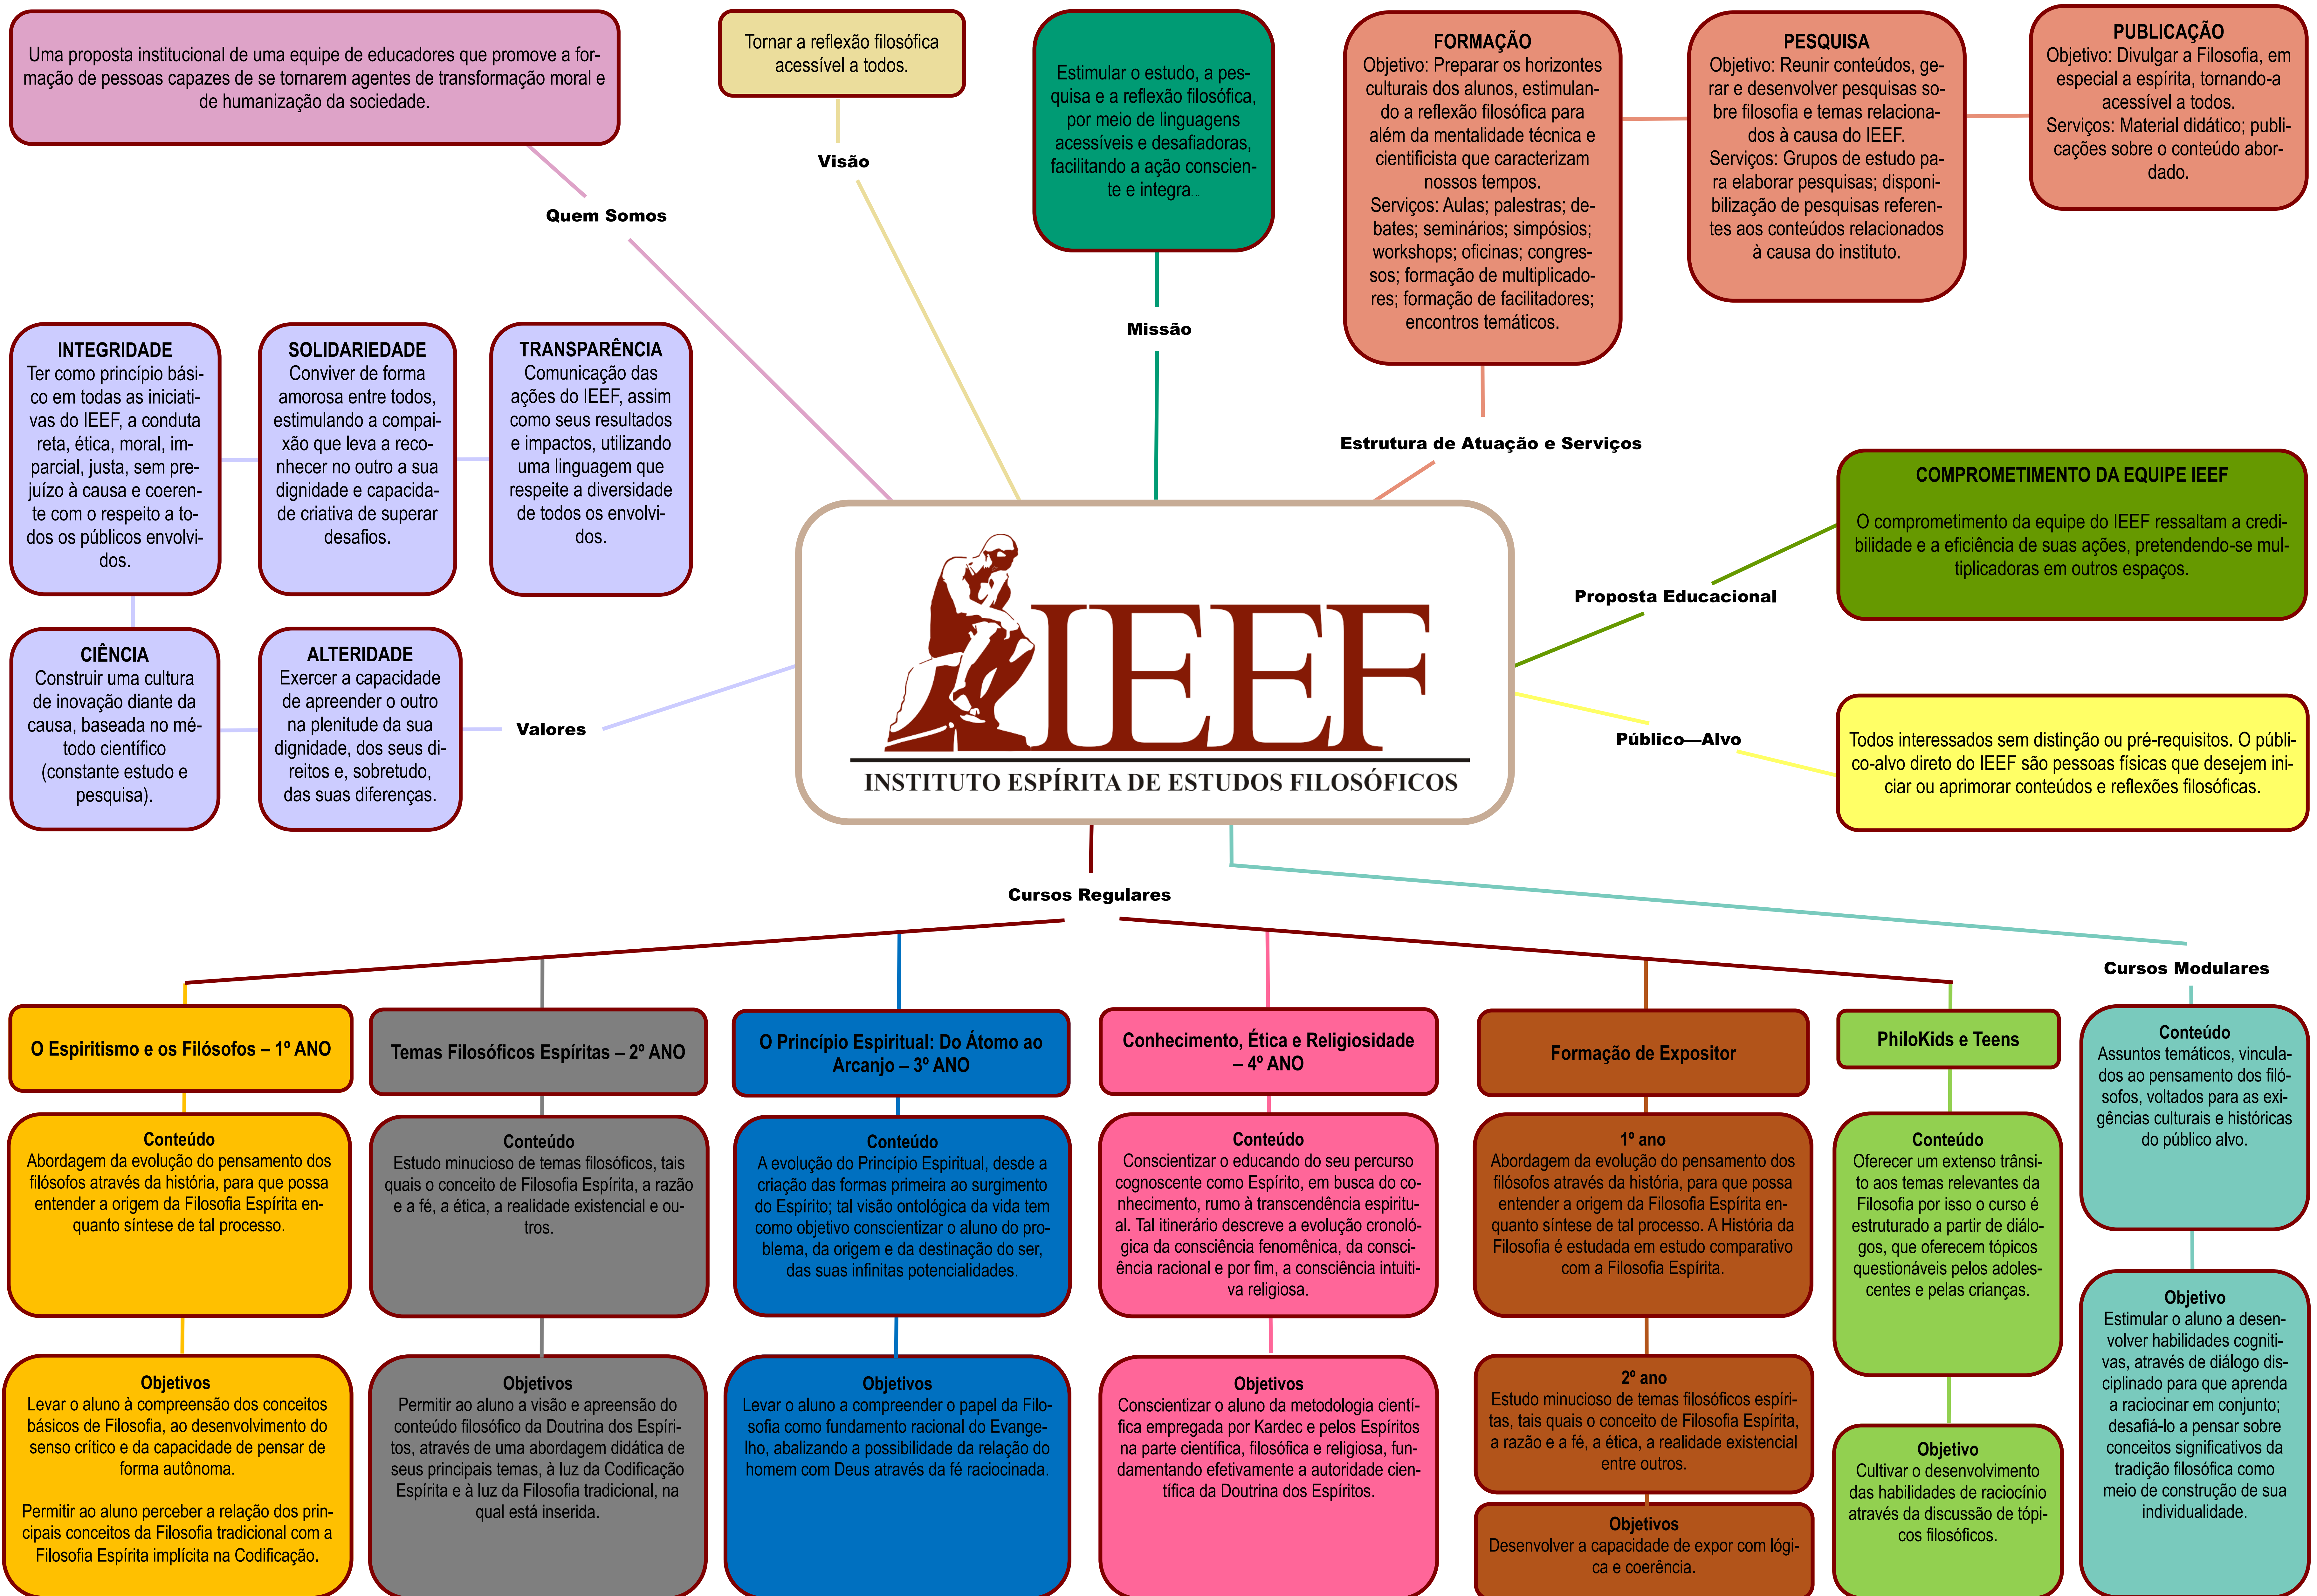 Uma proposta institucional de uma equipe de educadores que promove a for-
mação de pessoas capazes de se tornarem agentes de transformação moral e
de humanização da sociedade.
Quem Somos
Tornar a reflexão filosófica
acessível a todos.
Visão
Estimular o estudo, a pes-
quisa e a reflexão filosófica,
por meio de linguagens
acessíveis e desafiadoras,
facilitando a ação conscien-
te e integra
Missão
FORMAÇÃO
Objetivo: Preparar os horizontes
culturais dos alunos, estimulan-
do a reflexão filosófica para
além da mentalidade técnica e
cientificista que caracterizam
nossos tempos.
Serviços: Aulas; palestras; de-
bates; seminários; simpósios;
workshops; oficinas; congres-
sos; formação de multiplicado-
res; formação de facilitadores;
encontros temáticos.
PESQUISA
Objetivo: Reunir conteúdos, ge-
rar e desenvolver pesquisas so-
bre filosofia e temas relaciona-
dos à causa do IEEF.
Serviços: Grupos de estudo pa-
ra elaborar pesquisas; disponi-
bilização de pesquisas referen-
tes aos conteúdos relacionados
à causa do instituto.
PUBLICAÇÃO
Objetivo: Divulgar a Filosofia, em
especial a espírita, tornando-a
acessível a todos.
Serviços: Material didático; publi-
cações sobre o conteúdo abor-
dado.
Estrutura de Atuação e Serviços
INTEGRIDADE
Ter como princípio bási-
co em todas as iniciati-
vas do IEEF, a conduta
reta, ética, moral, im-
parcial, justa, sem pre-
juízo à causa e coeren-
te com o respeito a to-
dos os públicos envolvi-
dos.
SOLIDARIEDADE
Conviver de forma
amorosa entre todos,
estimulando a compai-
xão que leva a reco-
nhecer no outro a sua
dignidade e capacida-
de criativa de superar
desafios.
TRANSPARÊNCIA
Comunicação das
ações do IEEF, assim
como seus resultados
e impactos, utilizando
uma linguagem que
respeite a diversidade
de todos os envolvi-
dos.
CIÊNCIA
Construir uma cultura
de inovação diante da
causa, baseada no mé-
todo científico
(constante estudo e
pesquisa).
ALTERIDADE
Exercer a capacidade
de apreender o outro
na plenitude da sua
dignidade, dos seus di-
reitos e, sobretudo,
das suas diferenças.
Valores
IEEF
INSTITUTO ESPÍRITA DE ESTUDOS FILOSÓFICOS
COMPROMETIMENTO DA EQUIPE IEEF
O comprometimento da equipe do IEEF ressaltam a credi-
bilidade e a eficiência de suas ações, pretendendo-se mul-
tiplicadoras em outros espaços.
Proposta Educacional
Público—Alvo
Todos interessados sem distinção ou pré-requisitos. O públi-
co-alvo direto do IEEF são pessoas físicas que desejem ini-
ciar ou aprimorar conteúdos e reflexões filosóficas.
Cursos Regulares
Cursos Modulares
O Espiritismo e os Filósofos – 1º ANO
Conteúdo
Abordagem da evolução do pensamento dos
filósofos através da história, para que possa
entender a origem da Filosofia Espírita en-
quanto síntese de tal processo.
Objetivos
Levar o aluno à compreensão dos conceitos
básicos de Filosofia, ao desenvolvimento do
senso crítico e da capacidade de pensar de
forma autônoma.
Permitir ao aluno perceber a relação dos prin-
cipais conceitos da Filosofia tradicional com a
Filosofia Espírita implícita na Codificação.
Temas Filosóficos Espíritas – 2º ANO
Conteúdo
Estudo minucioso de temas filosóficos, tais
quais o conceito de Filosofia Espírita, a razão
e a fé, a ética, a realidade existencial e ou-
tros.
Objetivos
Permitir ao aluno a visão e apreensão do
conteúdo filosófico da Doutrina dos Espíri-
tos, através de uma abordagem didática de
seus principais temas, à luz da Codificação
Espírita e à luz da Filosofia tradicional, na
qual está inserida.
O Princípio Espiritual: Do Átomo ao
Arcanjo – 3º ANO
Conteúdo
A evolução do Princípio Espiritual, desde a
criação das formas primeira ao surgimento
do Espírito; tal visão ontológica da vida tem
como objetivo conscientizar o aluno do pro-
blema, da origem e da destinação do ser,
das suas infinitas potencialidades.
Objetivos
Levar o aluno a compreender o papel da Filo-
sofia como fundamento racional do Evange-
lho, abalizando a possibilidade da relação do
homem com Deus através da fé raciocinada.
Conhecimento, Ética e Religiosidade
– 4º ANO
Conteúdo
Conscientizar o educando do seu percurso
cognoscente como Espírito, em busca do co-
nhecimento, rumo à transcendência espiritu-
al. Tal itinerário descreve a evolução cronoló-
gica da consciência fenomênica, da consci-
ência racional e por fim, a consciência intuiti-
va religiosa.
Objetivos
Conscientizar o aluno da metodologia cientí-
fica empregada por Kardec e pelos Espíritos
na parte científica, filosófica e religiosa, fun-
damentando efetivamente a autoridade cien-
tífica da Doutrina dos Espíritos.
Formação de Expositor
1º ano
Abordagem da evolução do pensamento dos
filósofos através da história, para que possa
entender a origem da Filosofia Espírita en-
quanto síntese de tal processo. A História da
Filosofia é estudada em estudo comparativo
com a Filosofia Espírita.
2º ano
Estudo minucioso de temas filosóficos espíri-
tas, tais quais o conceito de Filosofia Espírita,
a razão e a fé, a ética, a realidade existencial
entre outros.
Objetivos
Desenvolver a capacidade de expor com lógi-
ca e coerência.
PhiloKids e Teens
Conteúdo
Oferecer um extenso trânsi-
to aos temas relevantes da
Filosofia por isso o curso é
estruturado a partir de diálo-
gos, que oferecem tópicos
questionáveis pelos adoles-
centes e pelas crianças.
Objetivo
Cultivar o desenvolvimento
das habilidades de raciocínio
através da discussão de tópi-
cos filosóficos.
Conteúdo
Assuntos temáticos, vincula-
dos ao pensamento dos filó-
sofos, voltados para as exi-
gências culturais e históricas
do público alvo.
Objetivo
Estimular o aluno a desen-
volver habilidades cogniti-
vas, através de diálogo dis-
ciplinado para que aprenda
a raciocinar em conjunto;
desafiá-lo a pensar sobre
conceitos significativos da
tradição filosófica como
meio de construção de sua
individualidade.